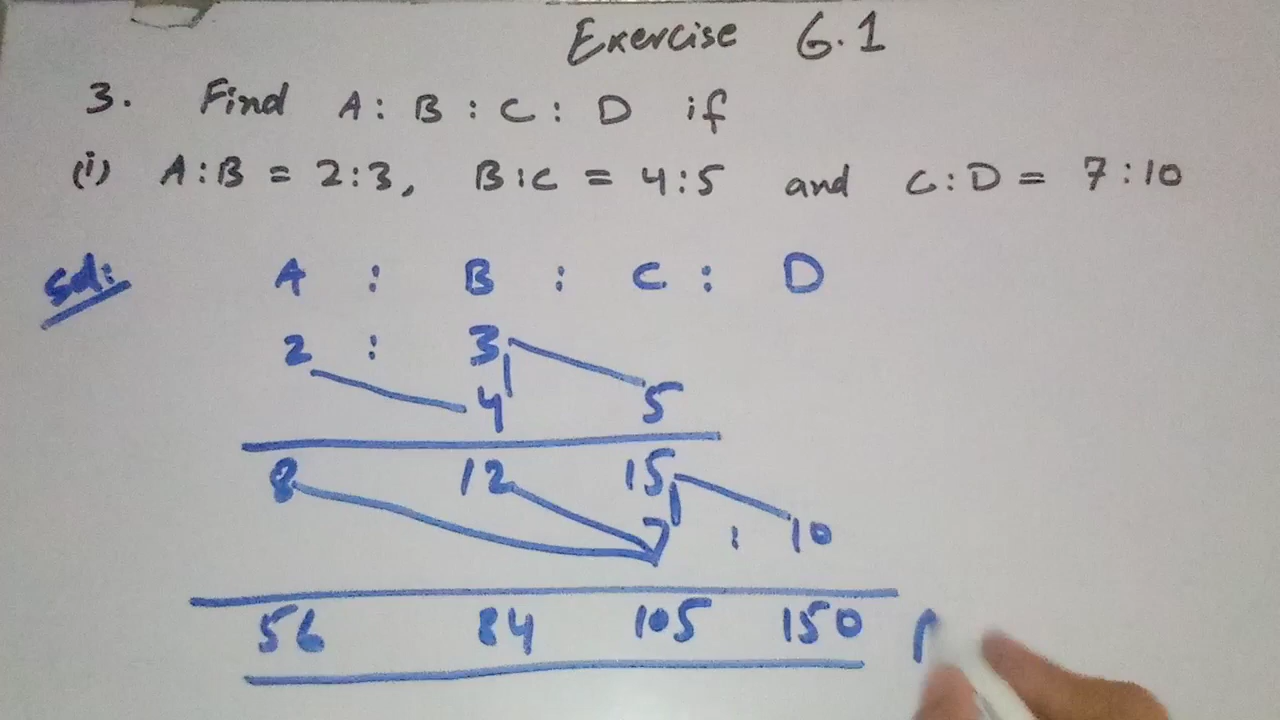 Exercise 6.1
3. Find A : B : C : D if
(i) A:B = 2:3, B:C = 4:5 and C:D = 7:10
Sol:
A : B : C : D
2 : 3
4 5
8 12 15
7 : 10
56 84 105 150